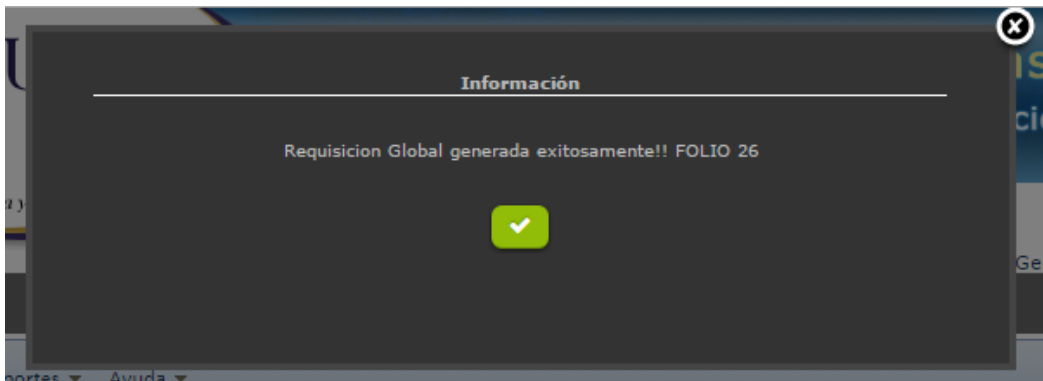 Información
Requisicion Global generada exitosamente!! FOLIO 26
Ayuda